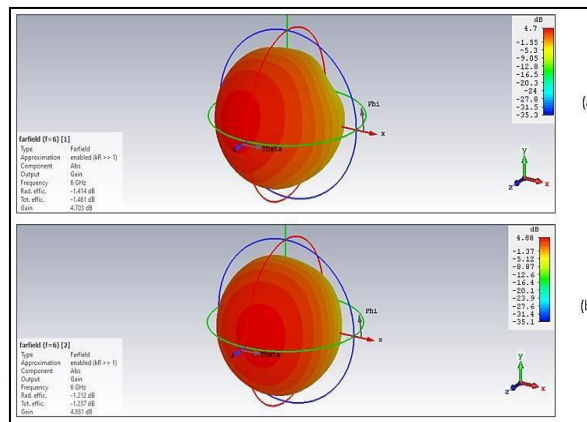 dB
4.7
-1.55
-5.3
-9.05
-12.8
-16.5
-20.3
-24
-27.8
-31.5
-35.3
Phi
x
z
Theta
farfield (f=6) [1]
Type Farfield
Approximation enabled (kR >> 1)
Component Abs
Output Gain
Frequency 6 GHz
Rad. effic. -1.414 dB
Tot. effic. -1.461 dB
Gain 4.703 dB
y
z
x
dB
4.88
-1.37
-5.12
-8.87
-12.6
-16.4
-20.1
-23.9
-27.6
-31.4
-35.1
Phi
x
z
Theta
farfield (f=6) [2]
Type Farfield
Approximation enabled (kR >> 1)
Component Abs
Output Gain
Frequency 6 GHz
Rad. effic. -1.212 dB
Tot. effic. -1.237 dB
Gain 4.881 dB
y
z
x